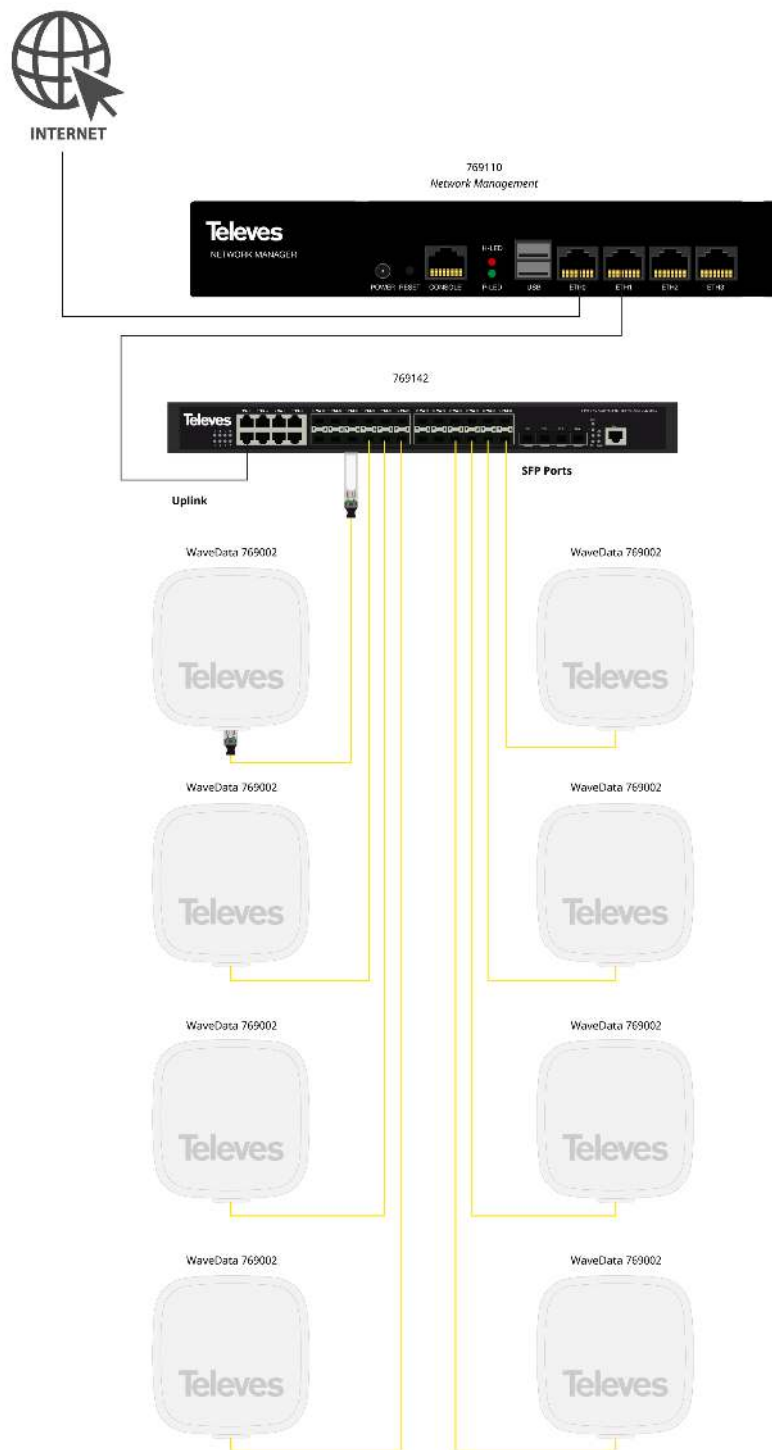 INTERNET
769110
Network Management
Televes
NETWORK MANAGER
POWER RESET CONSOLE P-LED USB ETH0 ETH1 ETH2 ETH3
769142
Televes
Uplink
SFP Ports
WaveData 769002
WaveData 769002
Televes
Televes
WaveData 769002
WaveData 769002
Televes
Televes
WaveData 769002
WaveData 769002
Televes
Televes
WaveData 769002
WaveData 769002
Televes
Televes